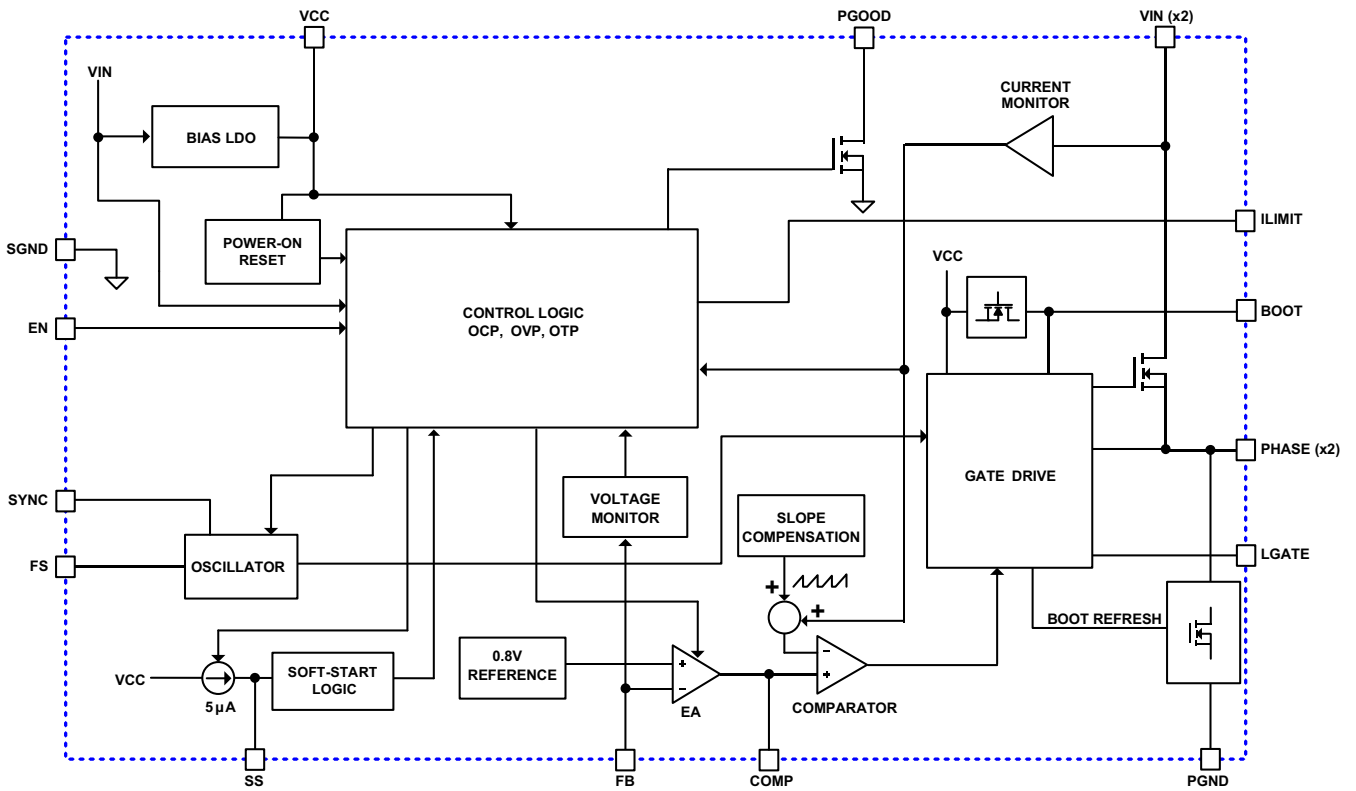 VCC
PGOOD
VIN (x2)
VIN
CURRENT
MONITOR
BIAS LDO
SGND
POWER-ON
RESET
ILIMIT
VCC
EN
CONTROL LOGIC
OCP, OVP, OTP
BOOT
PHASE (x2)
GATE DRIVE
SYNC
VOLTAGE
MONITOR
SLOPE
COMPENSATION
FS
OSCILLATOR
LGATE
+
+
BOOT REFRESH
0.8V
REFERENCE
+
−
EA
−
+
COMPARATOR
VCC
5µA
SOFT-START
LOGIC
SS
FB
COMP
PGND